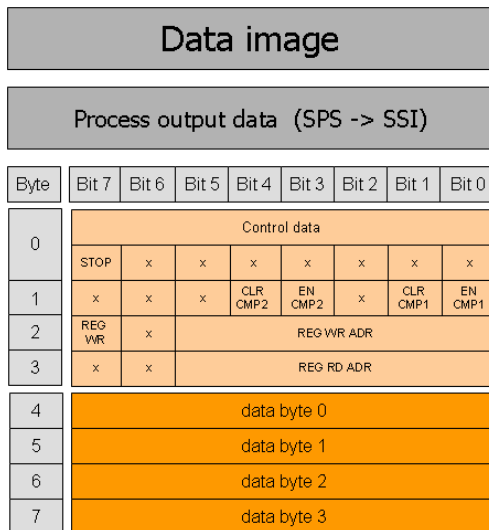 Data image
Process output data (SPS -> SSI)
Byte Bit 7 Bit 6 Bit 5 Bit 4 Bit 3 Bit 2 Bit 1 Bit 0
0 Control data
STOP x x x x x x x
1 x x x CLR CMP2 EN CMP2 x CLR CMP1 EN CMP1
2 REG WR x REG WR ADR
3 x x REG RD ADR
4 data byte 0
5 data byte 1
6 data byte 2
7 data byte 3